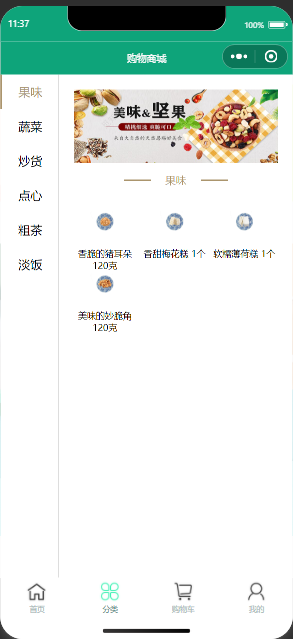 11:37
100%
购物商城
果味
蔬菜
炒货
点心
粗茶
淡饭
美味&坚果
精挑细选 新鲜可口
果味
香脆的猪耳朵
120克
香甜梅花糕 1个
软糯薄荷糕 1个
美味的妙脆角
120克
首页
分类
购物车
我的